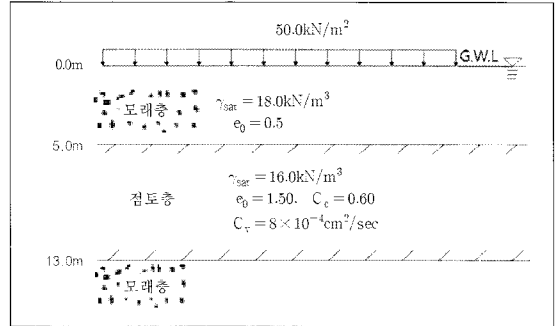 50.0kN/m²
0.0m G.W.L
모래층 γsat = 18.0kN/m³
e₀ = 0.5
5.0m
γsat = 16.0kN/m³
점토층 e₀ = 1.50. C_c = 0.60
C_v = 8×10⁻⁴cm²/sec
13.0m
모래층